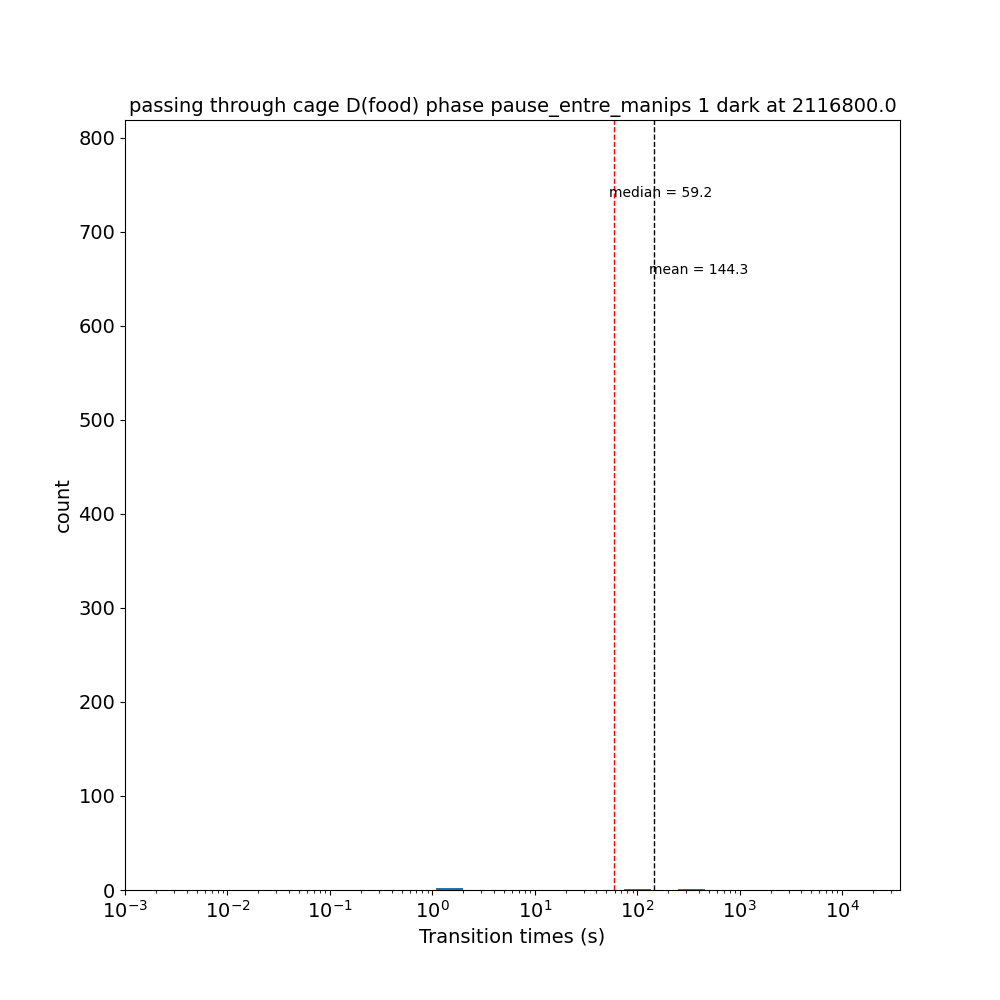 passing through cage D(food) phase pause_entre_manips 1 dark at 2116800.0
800
median = 59.2
700
mean = 144.3
600
500
count
400
300
200
100
0
10⁻³ 10⁻² 10⁻¹ 10⁰ 10¹ 10² 10³ 10⁴
Transition times (s)